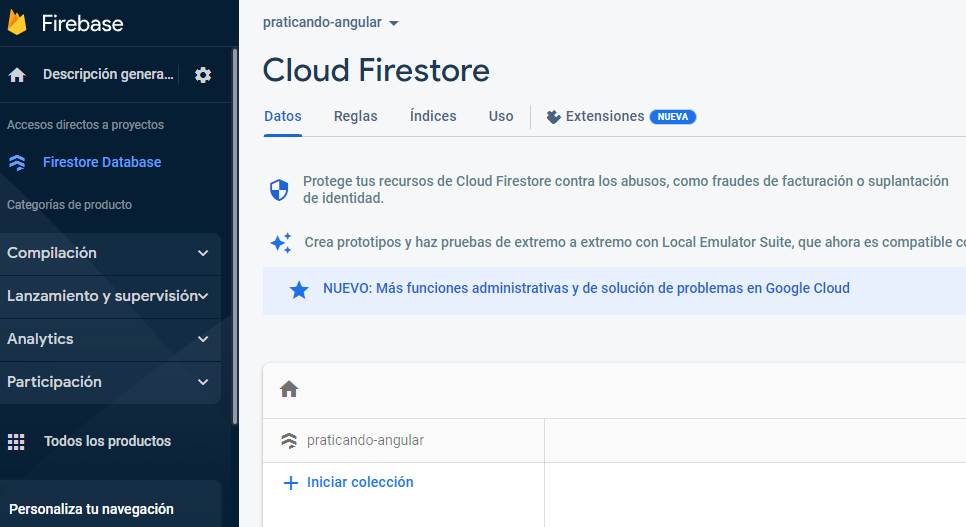 Firebase
Descripción genera...
Accesos directos a proyectos
Firestore Database
Categorías de producto
Compilación
Lanzamiento y supervisión
Analytics
Participación
Todos los productos
Personaliza tu navegación
praticando-angular
Cloud Firestore
Datos Reglas Índices Uso Extensiones NUEVA
Protege tus recursos de Cloud Firestore contra los abusos, como fraudes de facturación o suplantación
de identidad.
Crea prototipos y haz pruebas de extremo a extremo con Local Emulator Suite, que ahora es compatible
NUEVO: Más funciones administrativas y de solución de problemas en Google Cloud
praticando-angular
Iniciar colección